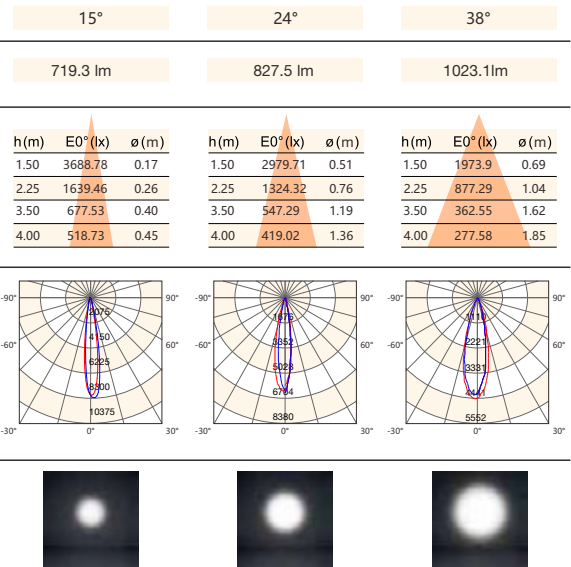 15° 24° 38°
719.3 lm 827.5 lm 1023.1lm
h(m) E0°(lx) ø(m) h(m) E0°(lx) ø(m) h(m) E0°(lx) ø(m)
1.50 3688.78 0.17 1.50 2979.71 0.51 1.50 1973.9 0.69
2.25 1639.46 0.26 2.25 1324.32 0.76 2.25 877.29 1.04
3.50 677.53 0.40 3.50 547.29 1.19 3.50 362.55 1.62
4.00 518.73 0.45 4.00 419.02 1.36 4.00 277.58 1.85
-90° 90° -90° 90° -90° 90°
2075 1676
4150 3352 2221
-60° 60° -60° 60° -60° 60°
6225 5028 3331
8300 6704 4441
10375 8380 5552
-30° 0° 30° -30° 0° 30° -30° 0° 30°